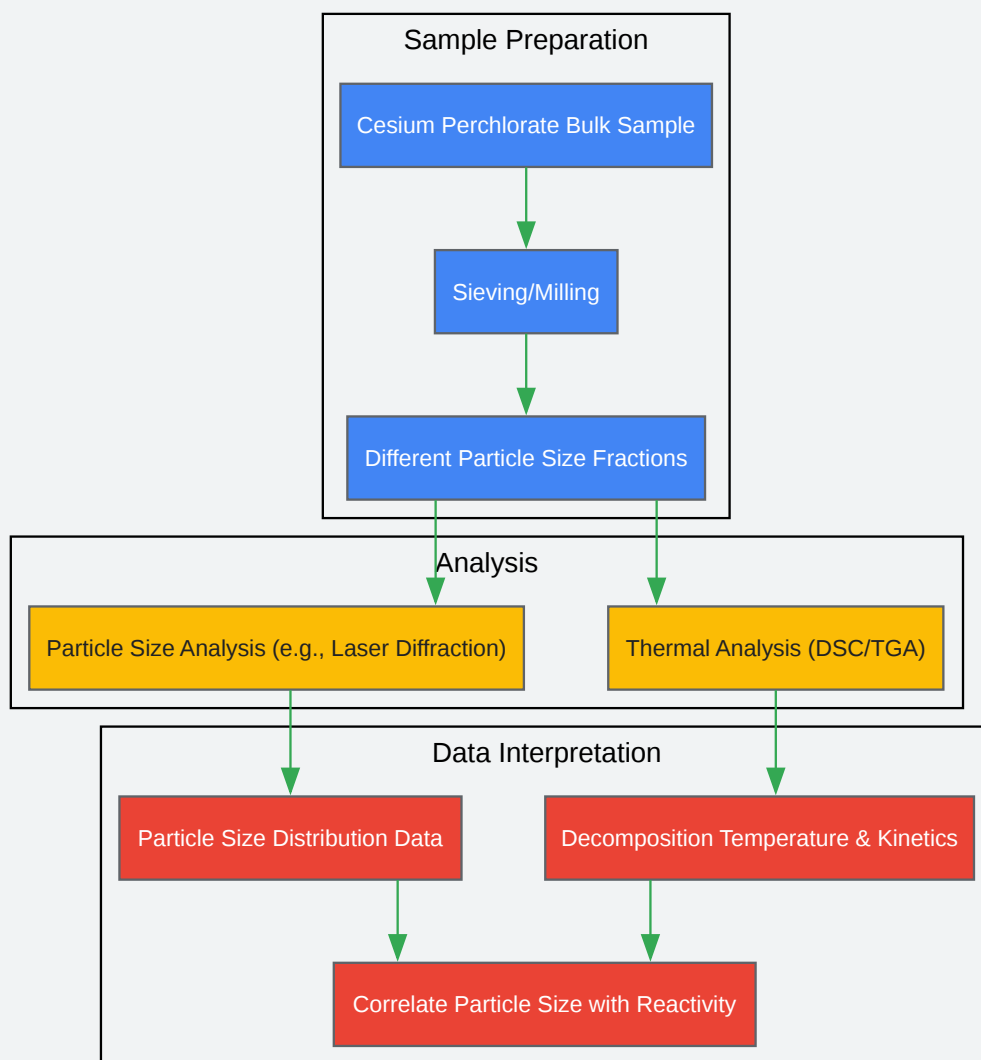 Sample Preparation
Cesium Perchlorate Bulk Sample
Sieving/Milling
Different Particle Size Fractions
Analysis
Particle Size Analysis (e.g., Laser Diffraction)
Thermal Analysis (DSC/TGA)
Data Interpretation
Particle Size Distribution Data
Decomposition Temperature & Kinetics
Correlate Particle Size with Reactivity